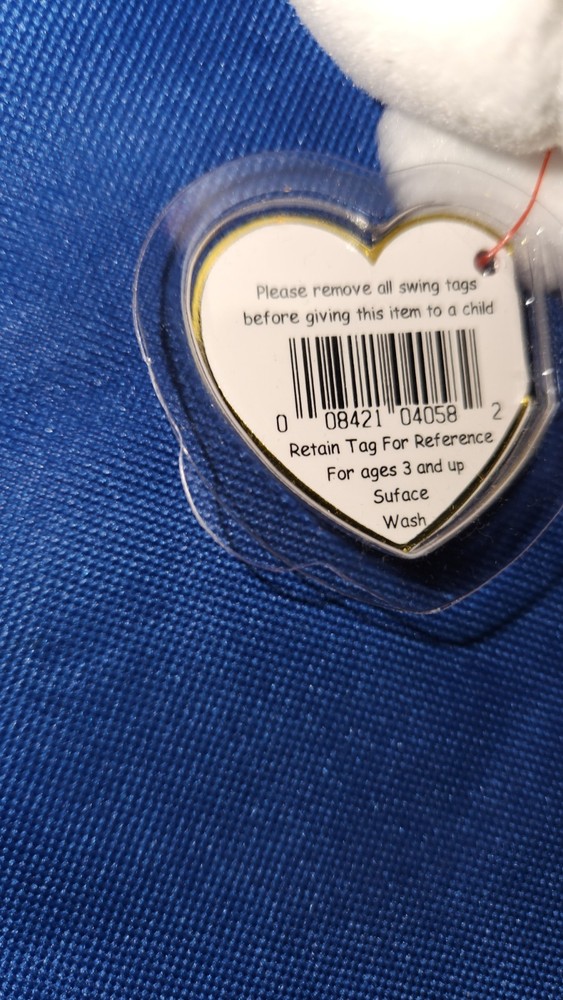 Please remove all swing tags
before giving this item to a child
0 08421 04058 2
Retain Tag For Reference
For ages 3 and up
Suface
Wash